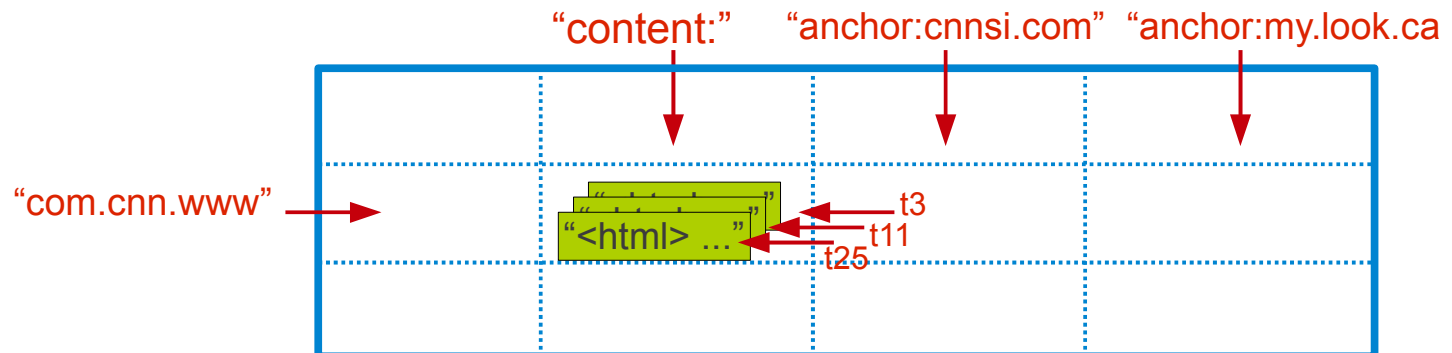 “content:” “anchor:cnnsi.com” “anchor:my.look.ca
“com.cnn.www”
t3
t11
“<html> ...”
t25